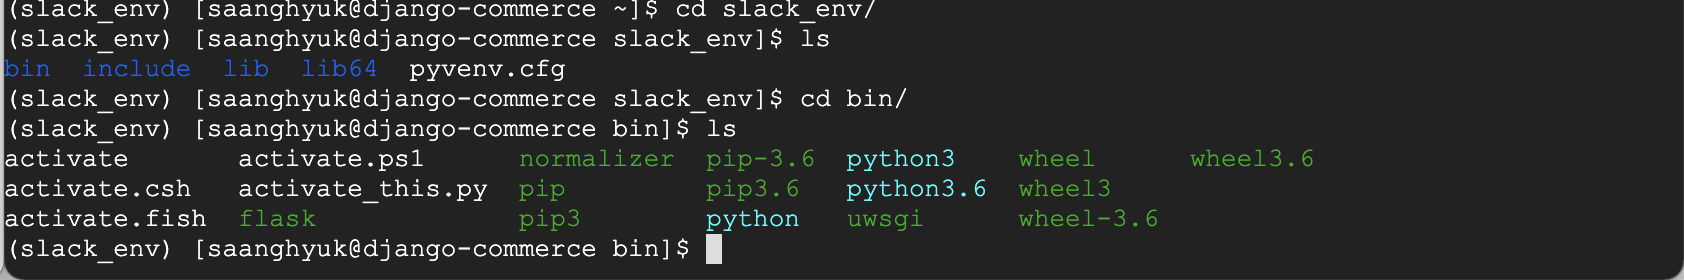 (slack_env) [saanghyuk@django-commerce ~]$ cd slack_env/
(slack_env) [saanghyuk@django-commerce slack_env]$ ls
bin  include  lib  lib64  pyvenv.cfg
(slack_env) [saanghyuk@django-commerce slack_env]$ cd bin/
(slack_env) [saanghyuk@django-commerce bin]$ ls
activate       activate.ps1      normalizer  pip-3.6  python3    wheel      wheel3.6
activate.csh   activate_this.py  pip         pip3.6   python3.6  wheel3
activate.fish  flask             pip3        python   uwsgi      wheel-3.6
(slack_env) [saanghyuk@django-commerce bin]$